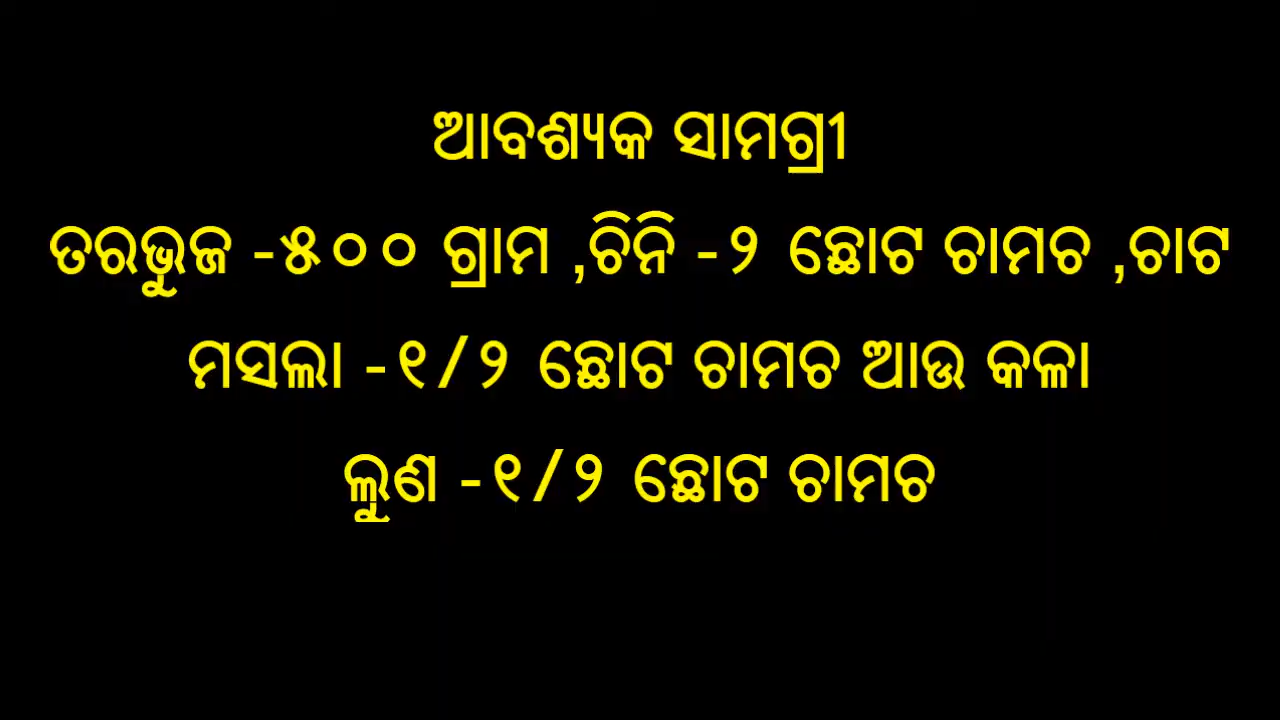 ଆବଶ୍ୟକ ସାମଗ୍ରୀ
ତରଭୁଜ -୫୦୦ ଗ୍ରାମ ,ଚିନି -୨ ଛୋଟ ଚାମଚ ,ଚାଟ
ମସଲା -୧/୨ ଛୋଟ ଚାମଚ ଆଉ କଳା
ଲୁଣ -୧/୨ ଛୋଟ ଚାମଚ